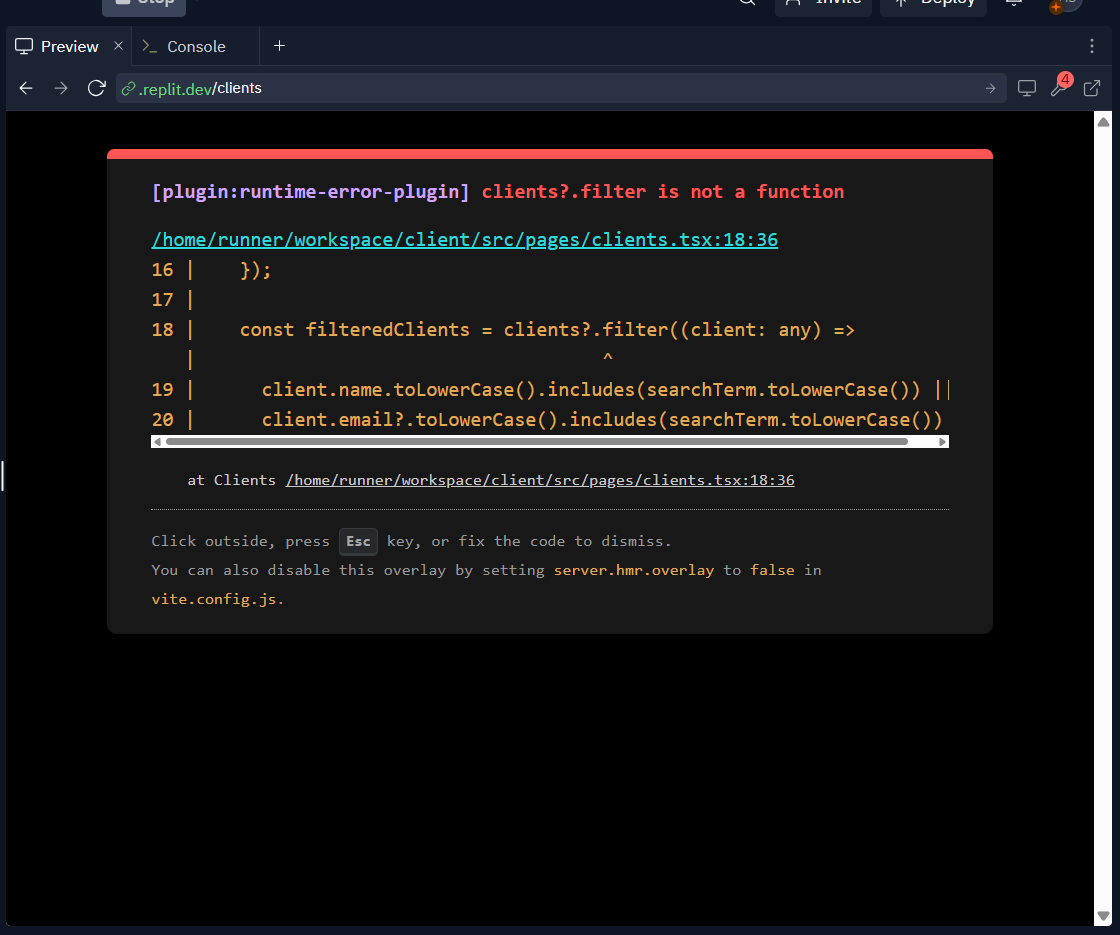 Stop Invite Deploy
Preview × Console +
.replit.dev/clients
4
[plugin:runtime-error-plugin] clients?.filter is not a function
/home/runner/workspace/client/src/pages/clients.tsx:18:36
16 | });
17 |
18 | const filteredClients = clients?.filter((client: any) =>
| ^
19 | client.name.toLowerCase().includes(searchTerm.toLowerCase()) ||
20 | client.email?.toLowerCase().includes(searchTerm.toLowerCase())
at Clients /home/runner/workspace/client/src/pages/clients.tsx:18:36
Click outside, press Esc key, or fix the code to dismiss.
You can also disable this overlay by setting server.hmr.overlay to false in
vite.config.js.